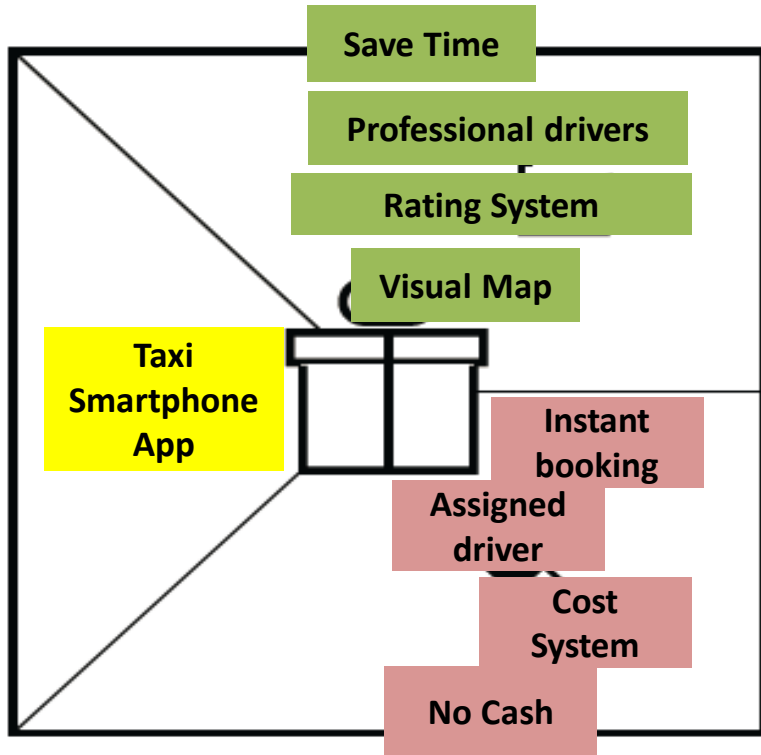 Save Time
Professional drivers
Rating System
Visual Map
Taxi
Smartphone
App
Instant
booking
Assigned
driver
Cost
System
No Cash